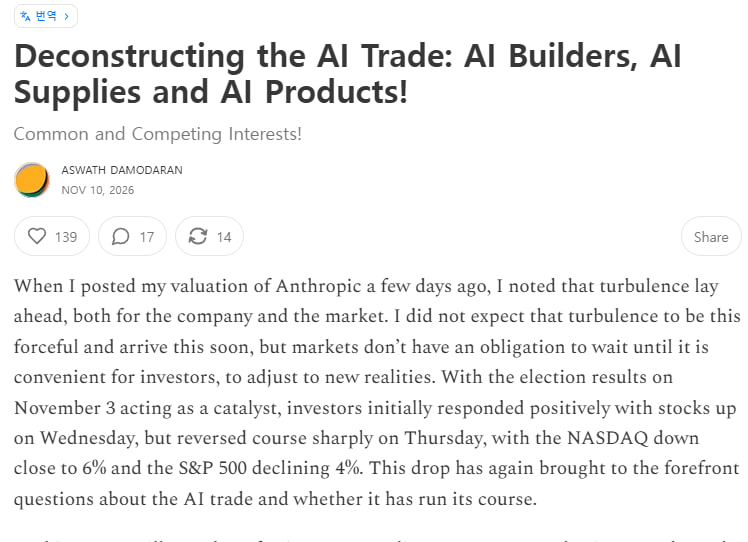 번역 >
Deconstructing the AI Trade: AI Builders, AI
Supplies and AI Products!
Common and Competing Interests!
ASWATH DAMODARAN
NOV 10, 2026
139
17
14
Share
When I posted my valuation of Anthropic a few days ago, I noted that turbulence lay
ahead, both for the company and the market. I did not expect that turbulence to be this
forceful and arrive this soon, but markets don’t have an obligation to wait until it is
convenient for investors, to adjust to new realities. With the election results on
November 3 acting as a catalyst, investors initially responded positively with stocks up
on Wednesday, but reversed course sharply on Thursday, with the NASDAQ down
close to 6% and the S&P 500 declining 4%. This drop has again brought to the forefront
questions about the AI trade and whether it has run its course.